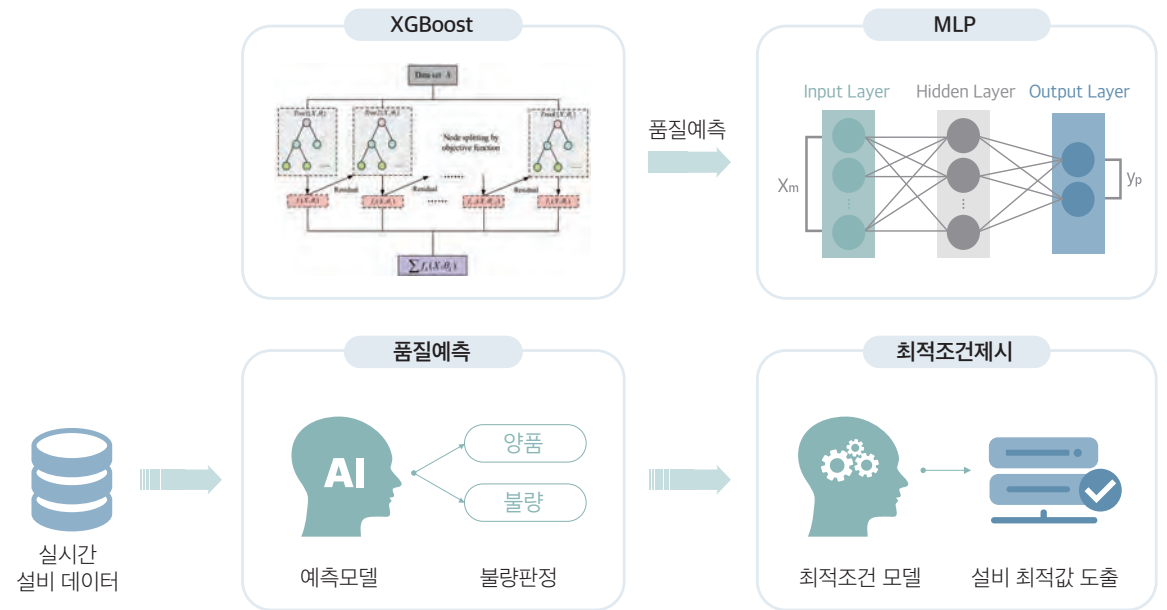 XGBoost
Data set
Node splitting by
objective function
Residual
Residual
Residual
품질예측
MLP
Input Layer
Hidden Layer
Output Layer
Xm
yp
품질예측
AI
양품
불량
예측모델
불량판정
최적조건제시
최적조건 모델
설비 최적값 도출
실시간
설비 데이터